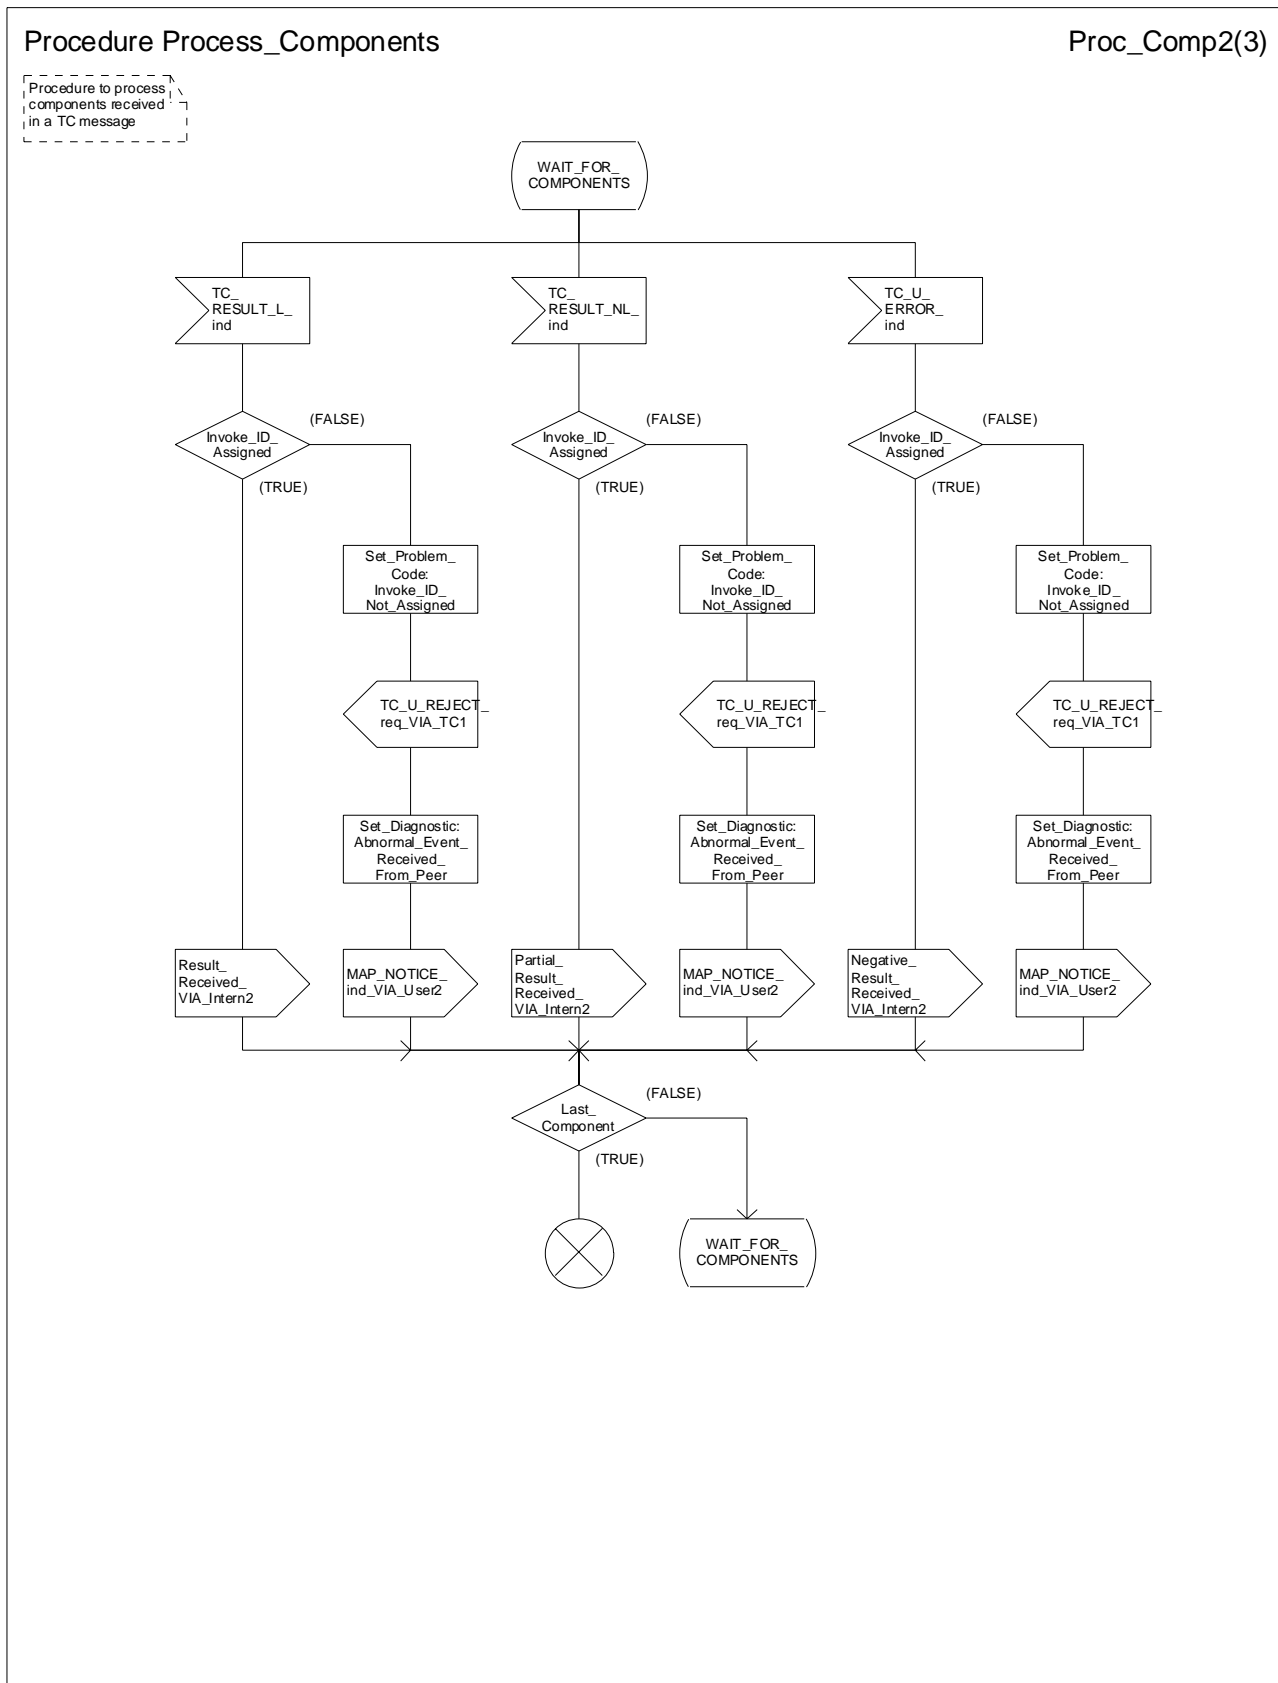 Procedure Process_Components
Proc_Comp2(3)
Procedure to process
components received
in a TC message
WAIT_FOR_
COMPONENTS
TC_
RESULT_L_
ind
TC_
RESULT_NL_
ind
TC_U_
ERROR_
ind
(FALSE)
(FALSE)
(FALSE)
Invoke_ID_
Assigned
Invoke_ID_
Assigned
Invoke_ID_
Assigned
(TRUE)
(TRUE)
(TRUE)
Set_Problem_
Code:
Invoke_ID_
Not_Assigned
Set_Problem_
Code:
Invoke_ID_
Not_Assigned
Set_Problem_
Code:
Invoke_ID_
Not_Assigned
TC_U_REJECT_
req_VIA_TC1
TC_U_REJECT_
req_VIA_TC1
TC_U_REJECT_
req_VIA_TC1
Set_Diagnostic:
Abnormal_Event_
Received_
From_Peer
Set_Diagnostic:
Abnormal_Event_
Received_
From_Peer
Set_Diagnostic:
Abnormal_Event_
Received_
From_Peer
Result_
Received_
VIA_Intern2
MAP_NOTICE_
ind_VIA_User2
Partial_
Result_
Received_
VIA_Intern2
MAP_NOTICE_
ind_VIA_User2
Negative_
Result_
Received_
VIA_Intern2
MAP_NOTICE_
ind_VIA_User2
(FALSE)
Last_
Component
(TRUE)
WAIT_FOR_
COMPONENTS